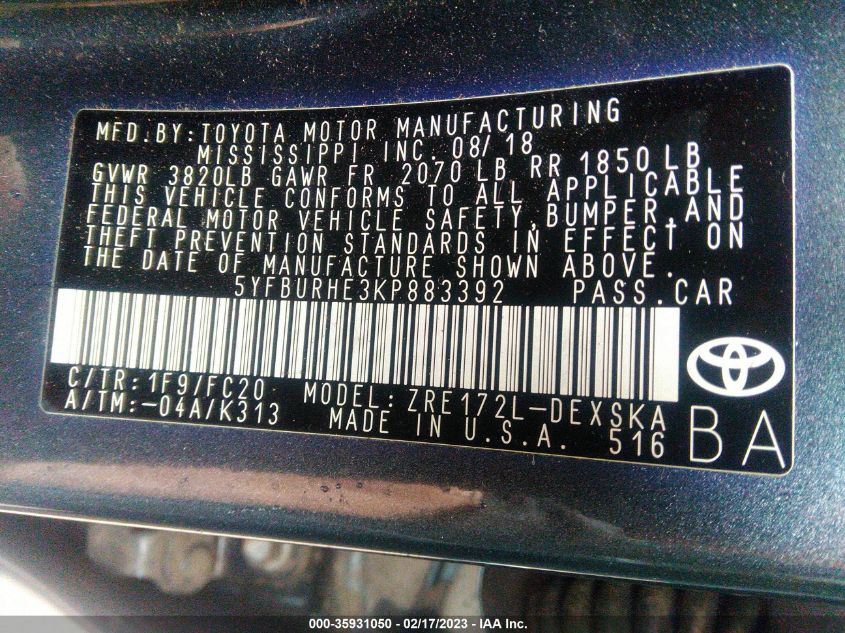 MFD.BY:TOYOTA MOTOR MANUFACTURING
MISSISSIPPI INC. 08/18
GVWR 3820LB GAWR FR 2070 LB RR 1850LB
THIS VEHICLE CONFORMS TO ALL APPLICABLE
FEDERAL MOTOR VEHICLE SAFETY,BUMPER,AND
THEFT PREVENTION STANDARDS IN EFFECT ON
THE DATE OF MANUFACTURE SHOWN ABOVE.
5YFBURHE3KP883392 PASS.CAR
C/TR:1F9/FC20 MODEL:ZRE172L-DEXSKA
A/TM:-04A/K313 MADE IN U.S.A. 516
BA
000-35931050 - 02/17/2023 - IAA Inc.